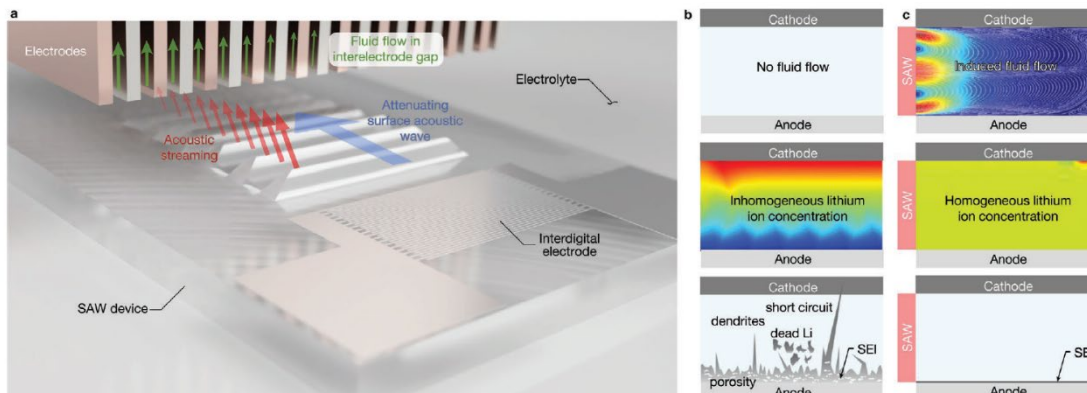 a
Electrodes
Fluid flow in
interelectrode gap
Electrolyte
Attenuating
surface acoustic
wave
Acoustic
streaming
Interdigital
electrode
SAW device
b
Cathode
No fluid flow
Anode
Cathode
Inhomogeneous lithium
ion concentration
Anode
Cathode
short circuit
dendrites
dead Li
SEI
porosity
Anode
c
Cathode
SAW
Induced fluid flow
Anode
Cathode
SAW
Homogeneous lithium
ion concentration
Anode
Cathode
SAW
SE
Anode